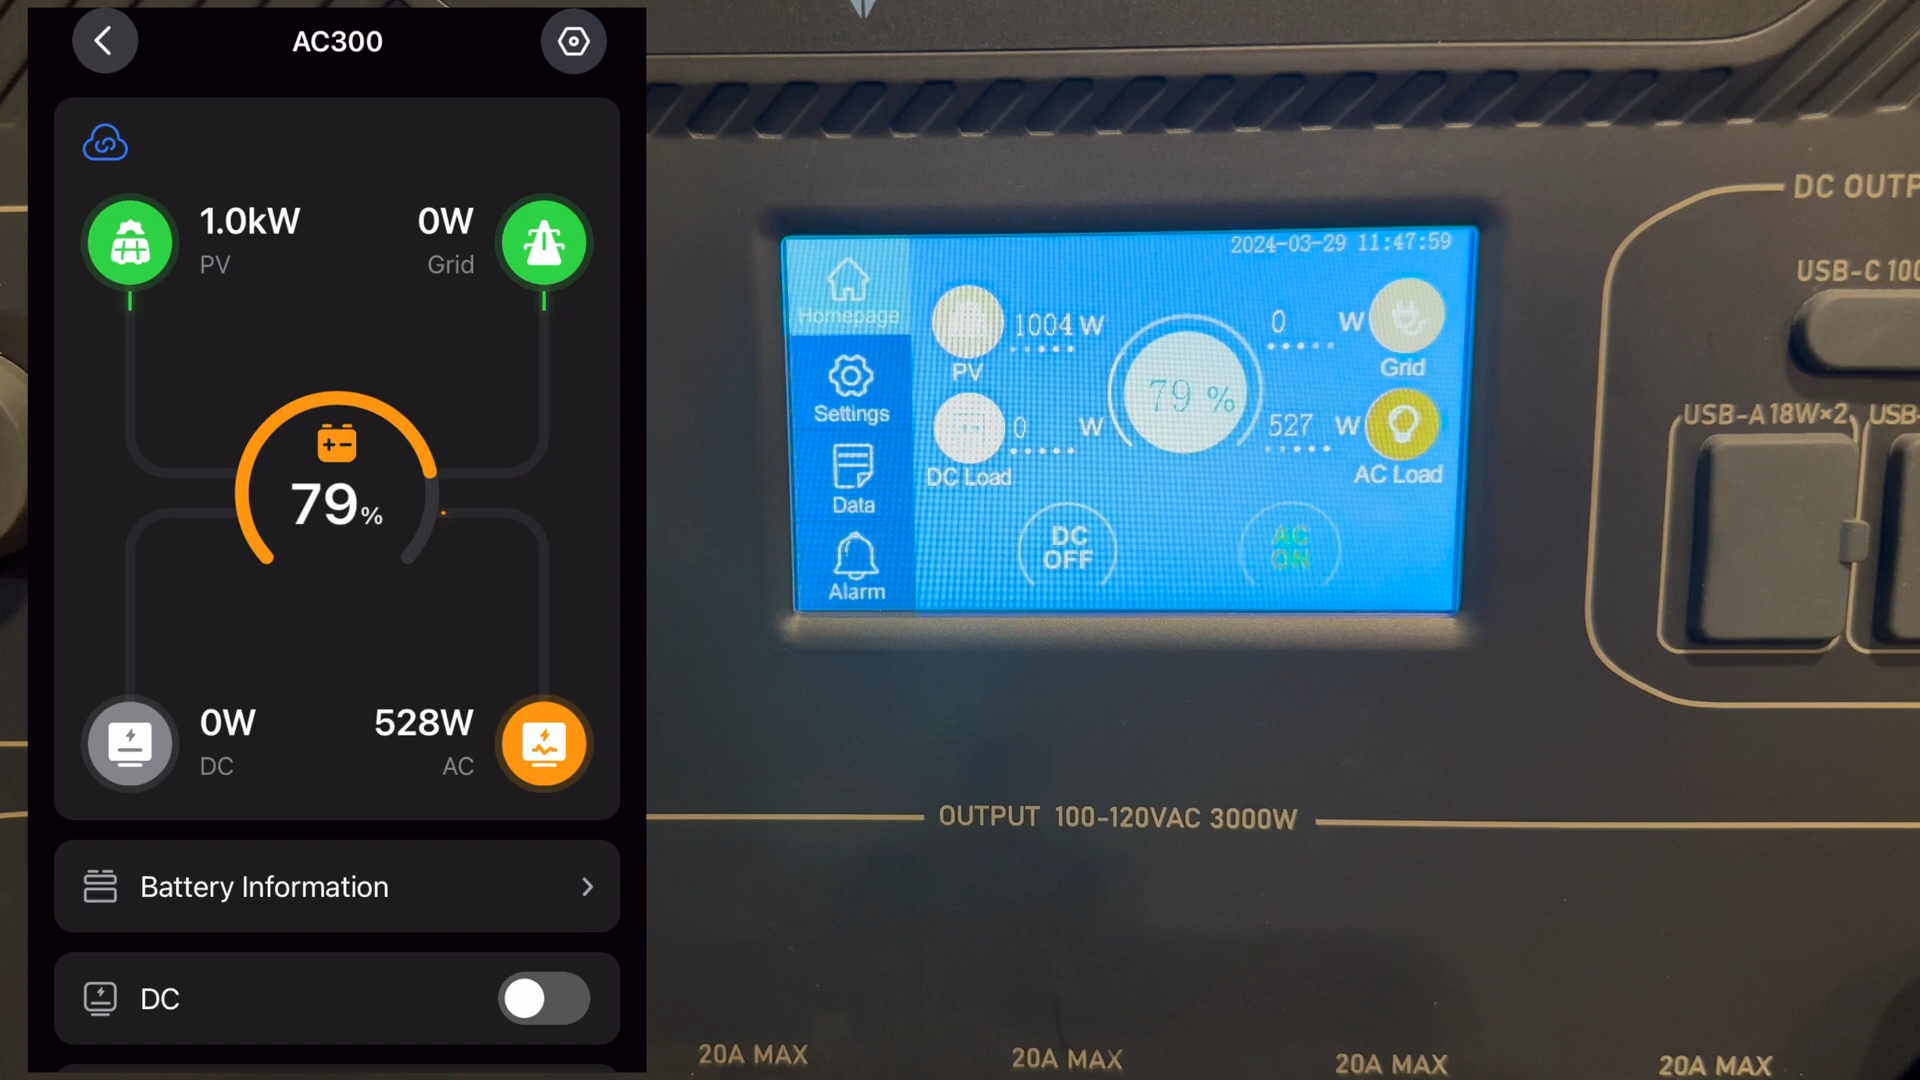 AC300
1.0kW
PV
0W
Grid
79%
0W
DC
528W
AC
Battery Information
DC
2024-03-29 11:47:59
Homepage
1004 W
PV
0 W
Grid
79 %
Settings
0 W
DC Load
527 W
AC Load
Data
DC
OFF
AC
ON
Alarm
DC OUTP
USB-C 100
USB-A 18W×2
USB-
OUTPUT 100-120VAC 3000W
20A MAX
20A MAX
20A MAX
20A MAX